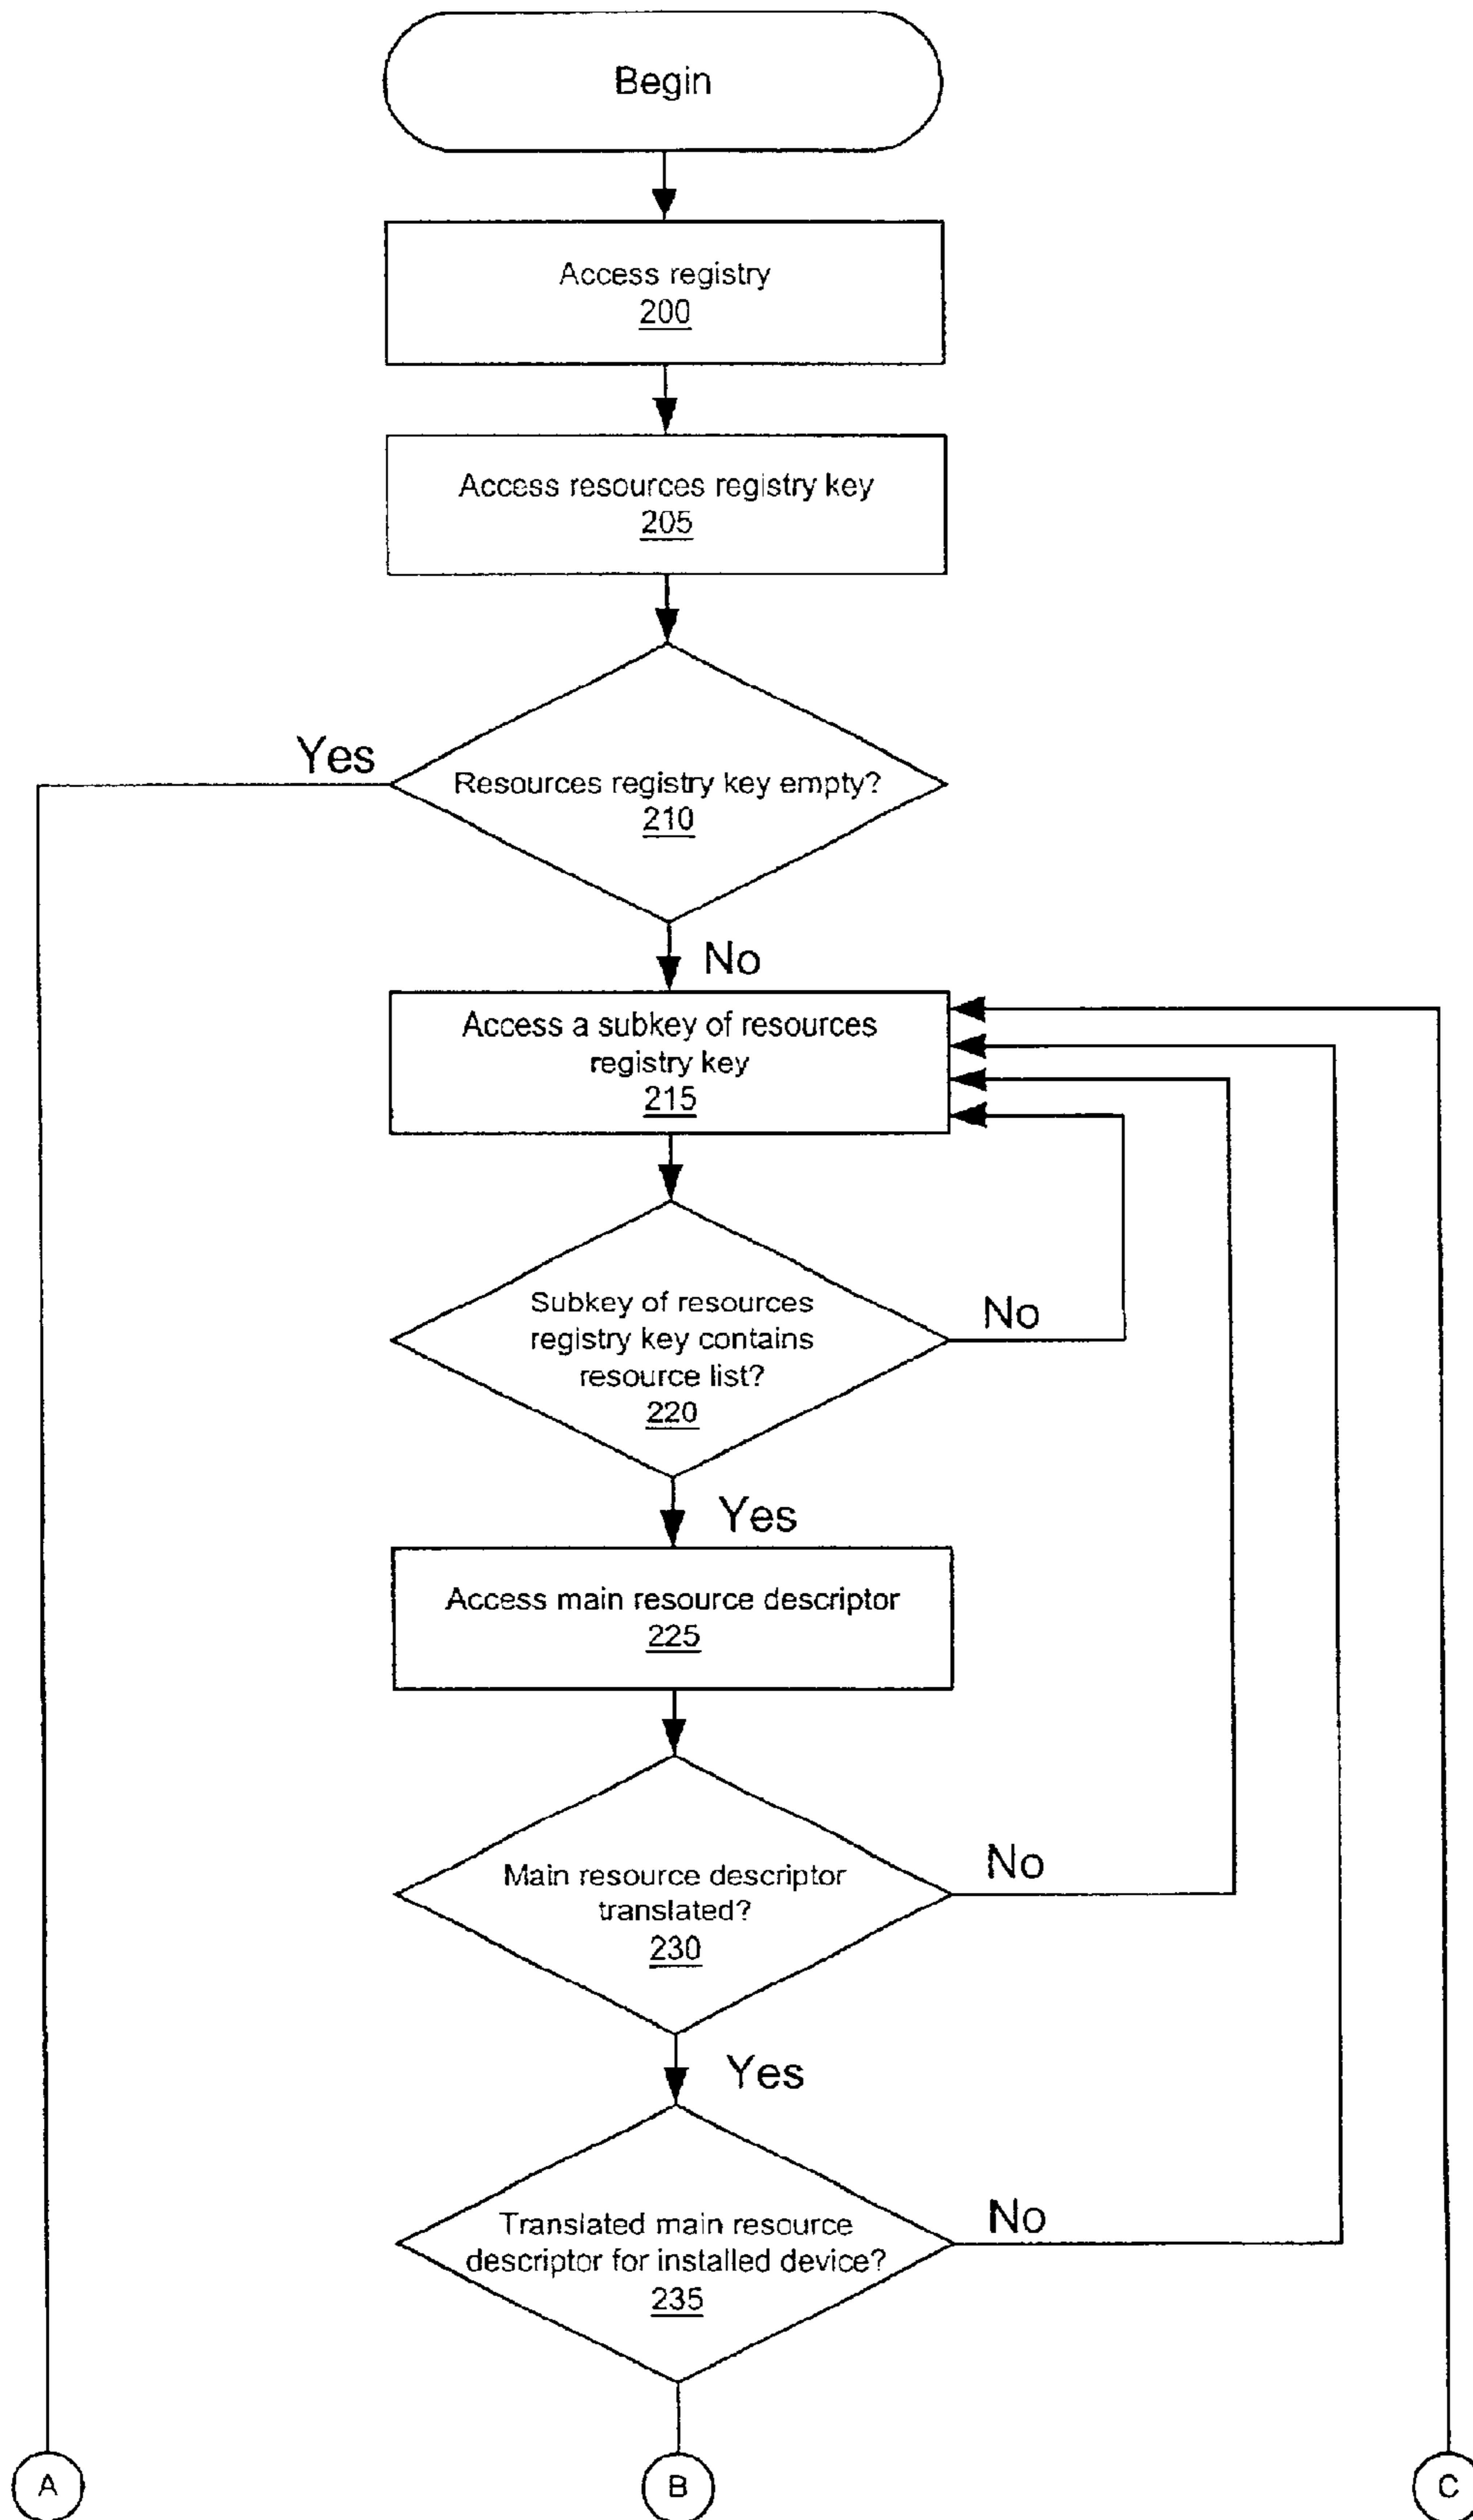 Begin
Access registry
200
Access resources registry key
205
Yes
Resources registry key empty?
210
No
Access a subkey of resources
registry key
215
Subkey of resources
registry key contains
resource list?
220
No
Yes
Access main resource descriptor
225
Main resource descriptor
translated?
230
No
Yes
Translated main resource
descriptor for installed device?
235
No
A
B
C